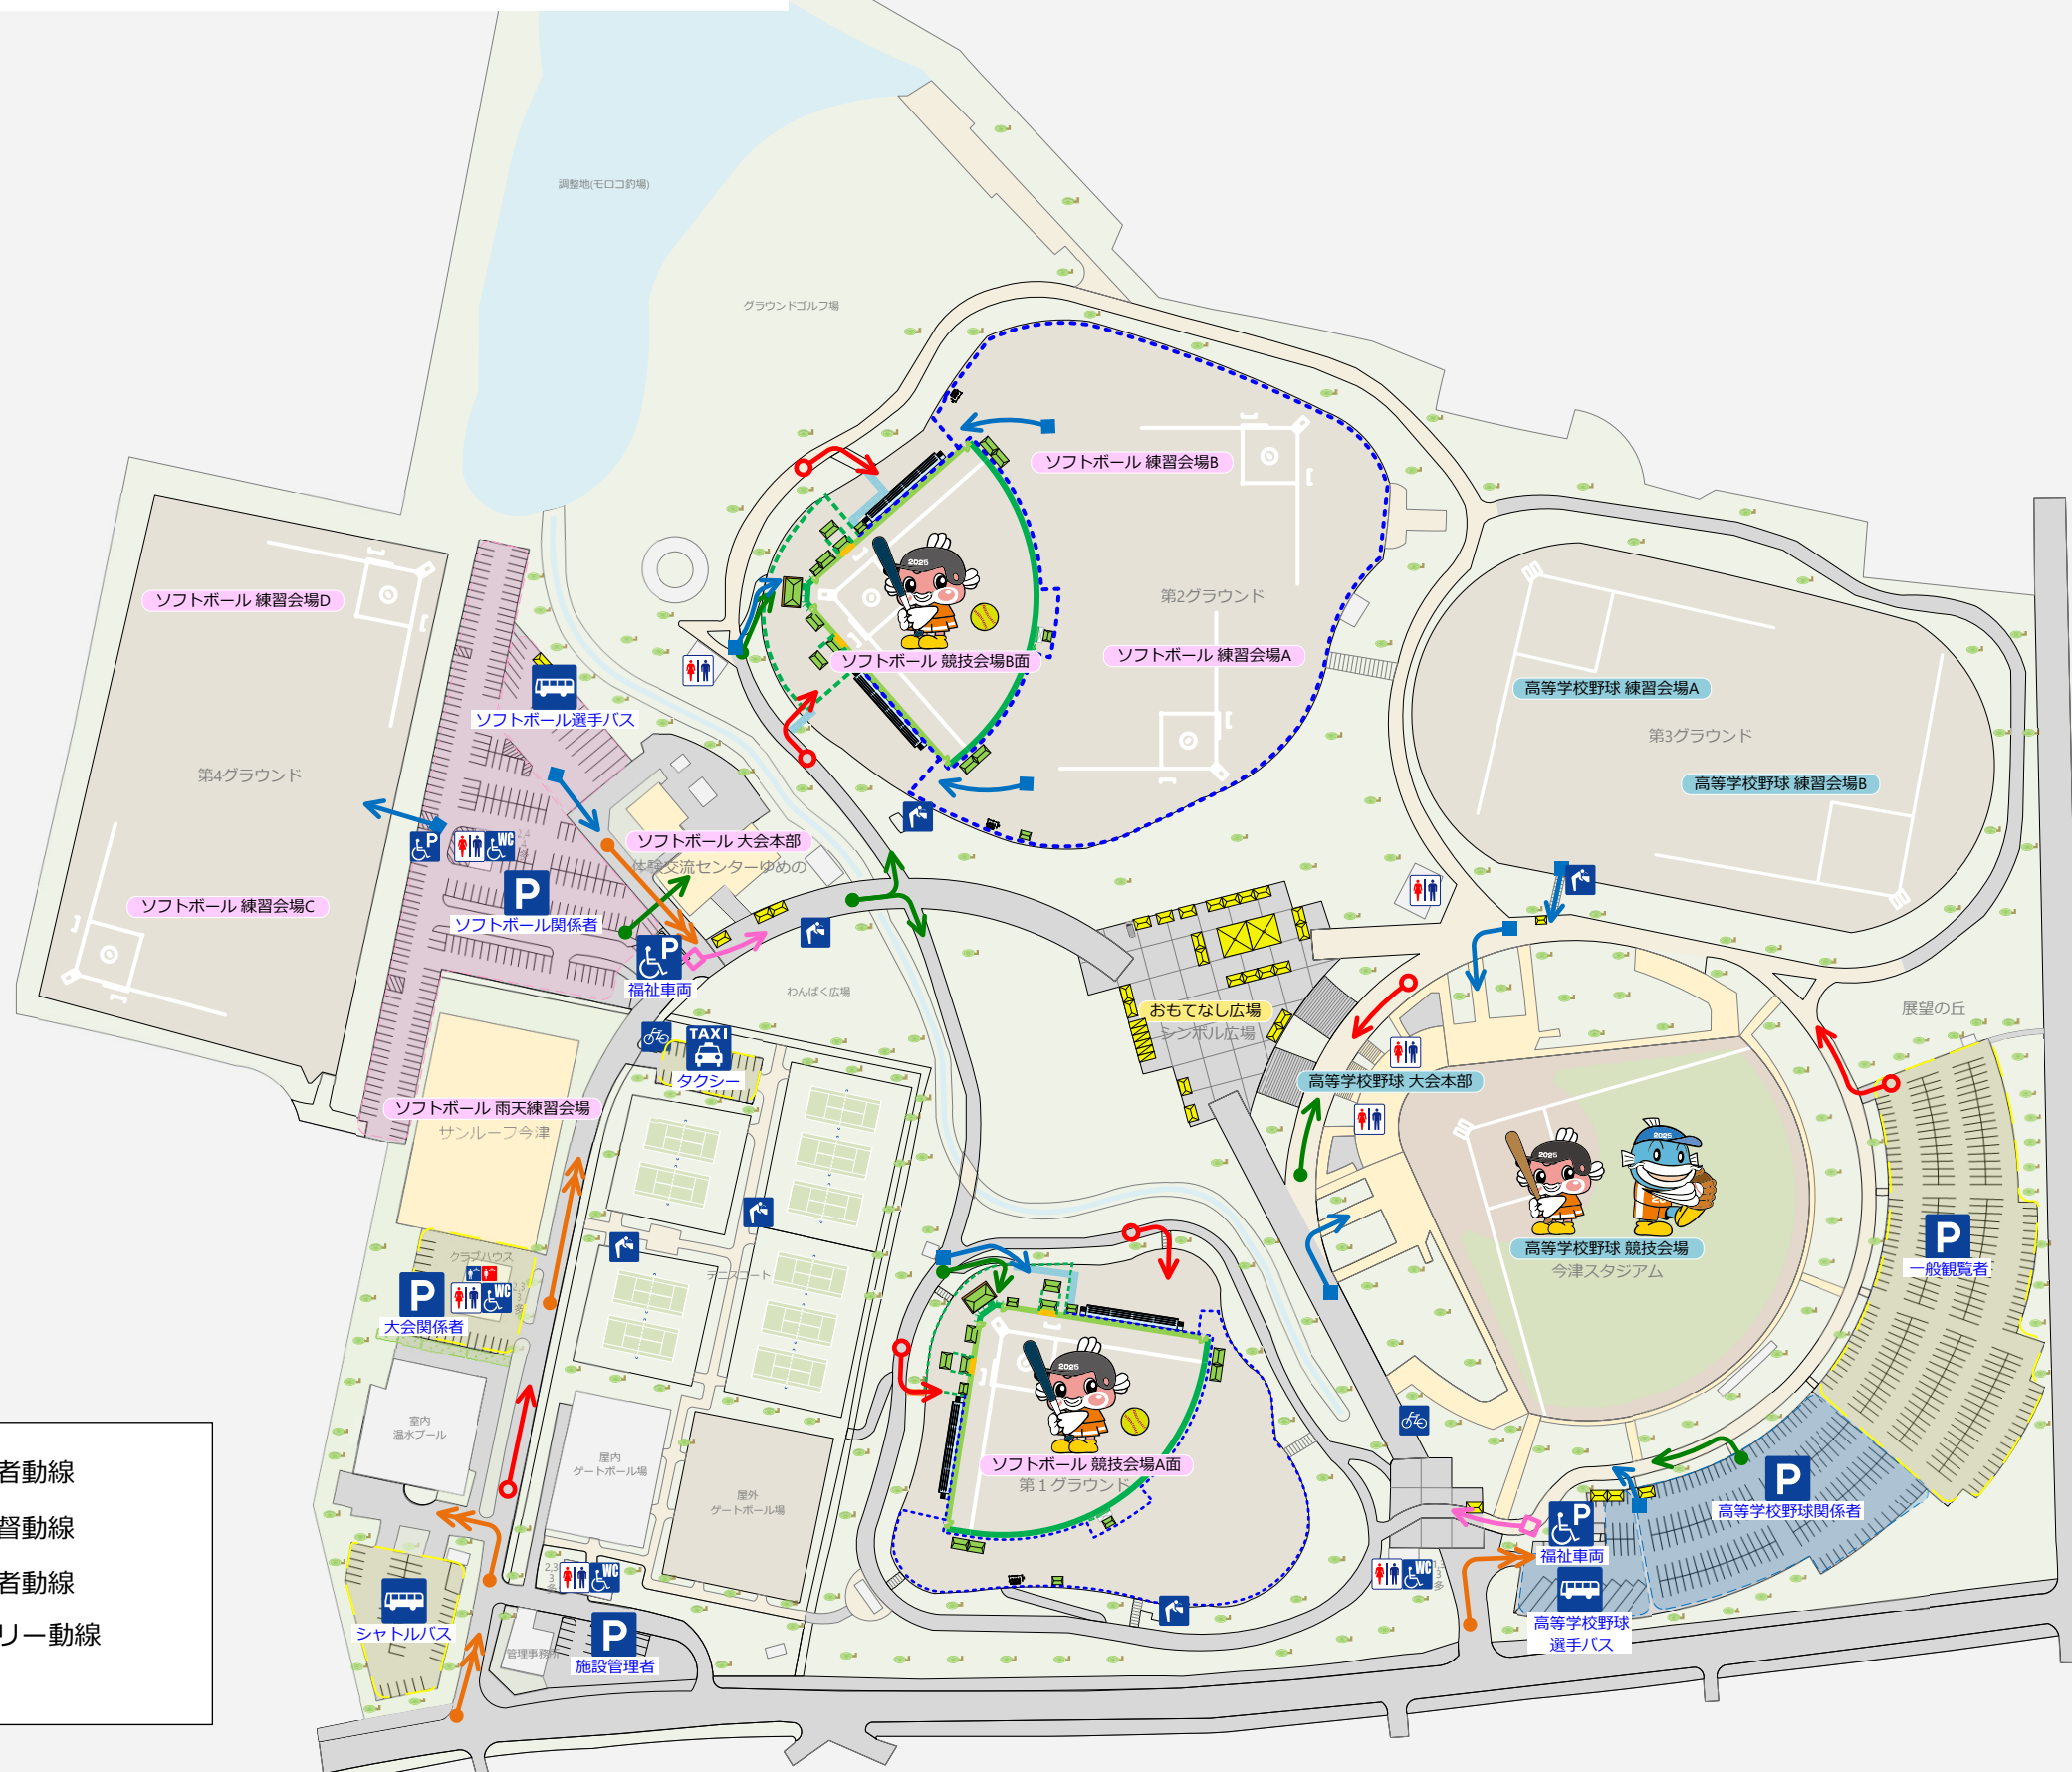 調整地(モロコ釣場)
グラウンドゴルフ場
ソフトボール 練習会場B
ソフトボール 練習会場D
2025
第2グラウンド
ソフトボール 練習会場A
ソフトボール 競技会場B面
高等学校野球 練習会場A
ソフトボール選手バス
第3グラウンド
第4グラウンド
高等学校野球 練習会場B
P
WC
ソフトボール 大会本部
体験交流センターゆめの
P
ソフトボール 練習会場C
ソフトボール関係者
P
福祉車両
わんぱく広場
おもてなし広場
シンボル広場
展望の丘
TAXI
タクシー
高等学校野球 大会本部
ソフトボール 雨天練習会場
サンルーフ今津
2025
2025
高等学校野球 競技会場
今津スタジアム
P
一般観覧者
クラブハウス
テニスコート
P
WC
大会関係者
2025
室内
温水プール
屋内
ゲートボール場
屋外
ゲートボール場
ソフトボール 競技会場A面
第1グラウンド
P
高等学校野球関係者
者動線
督動線
者動線
リー動線
P
福祉車両
WC
WC
シャトルバス
高等学校野球
選手バス
P
管理事務所
施設管理者